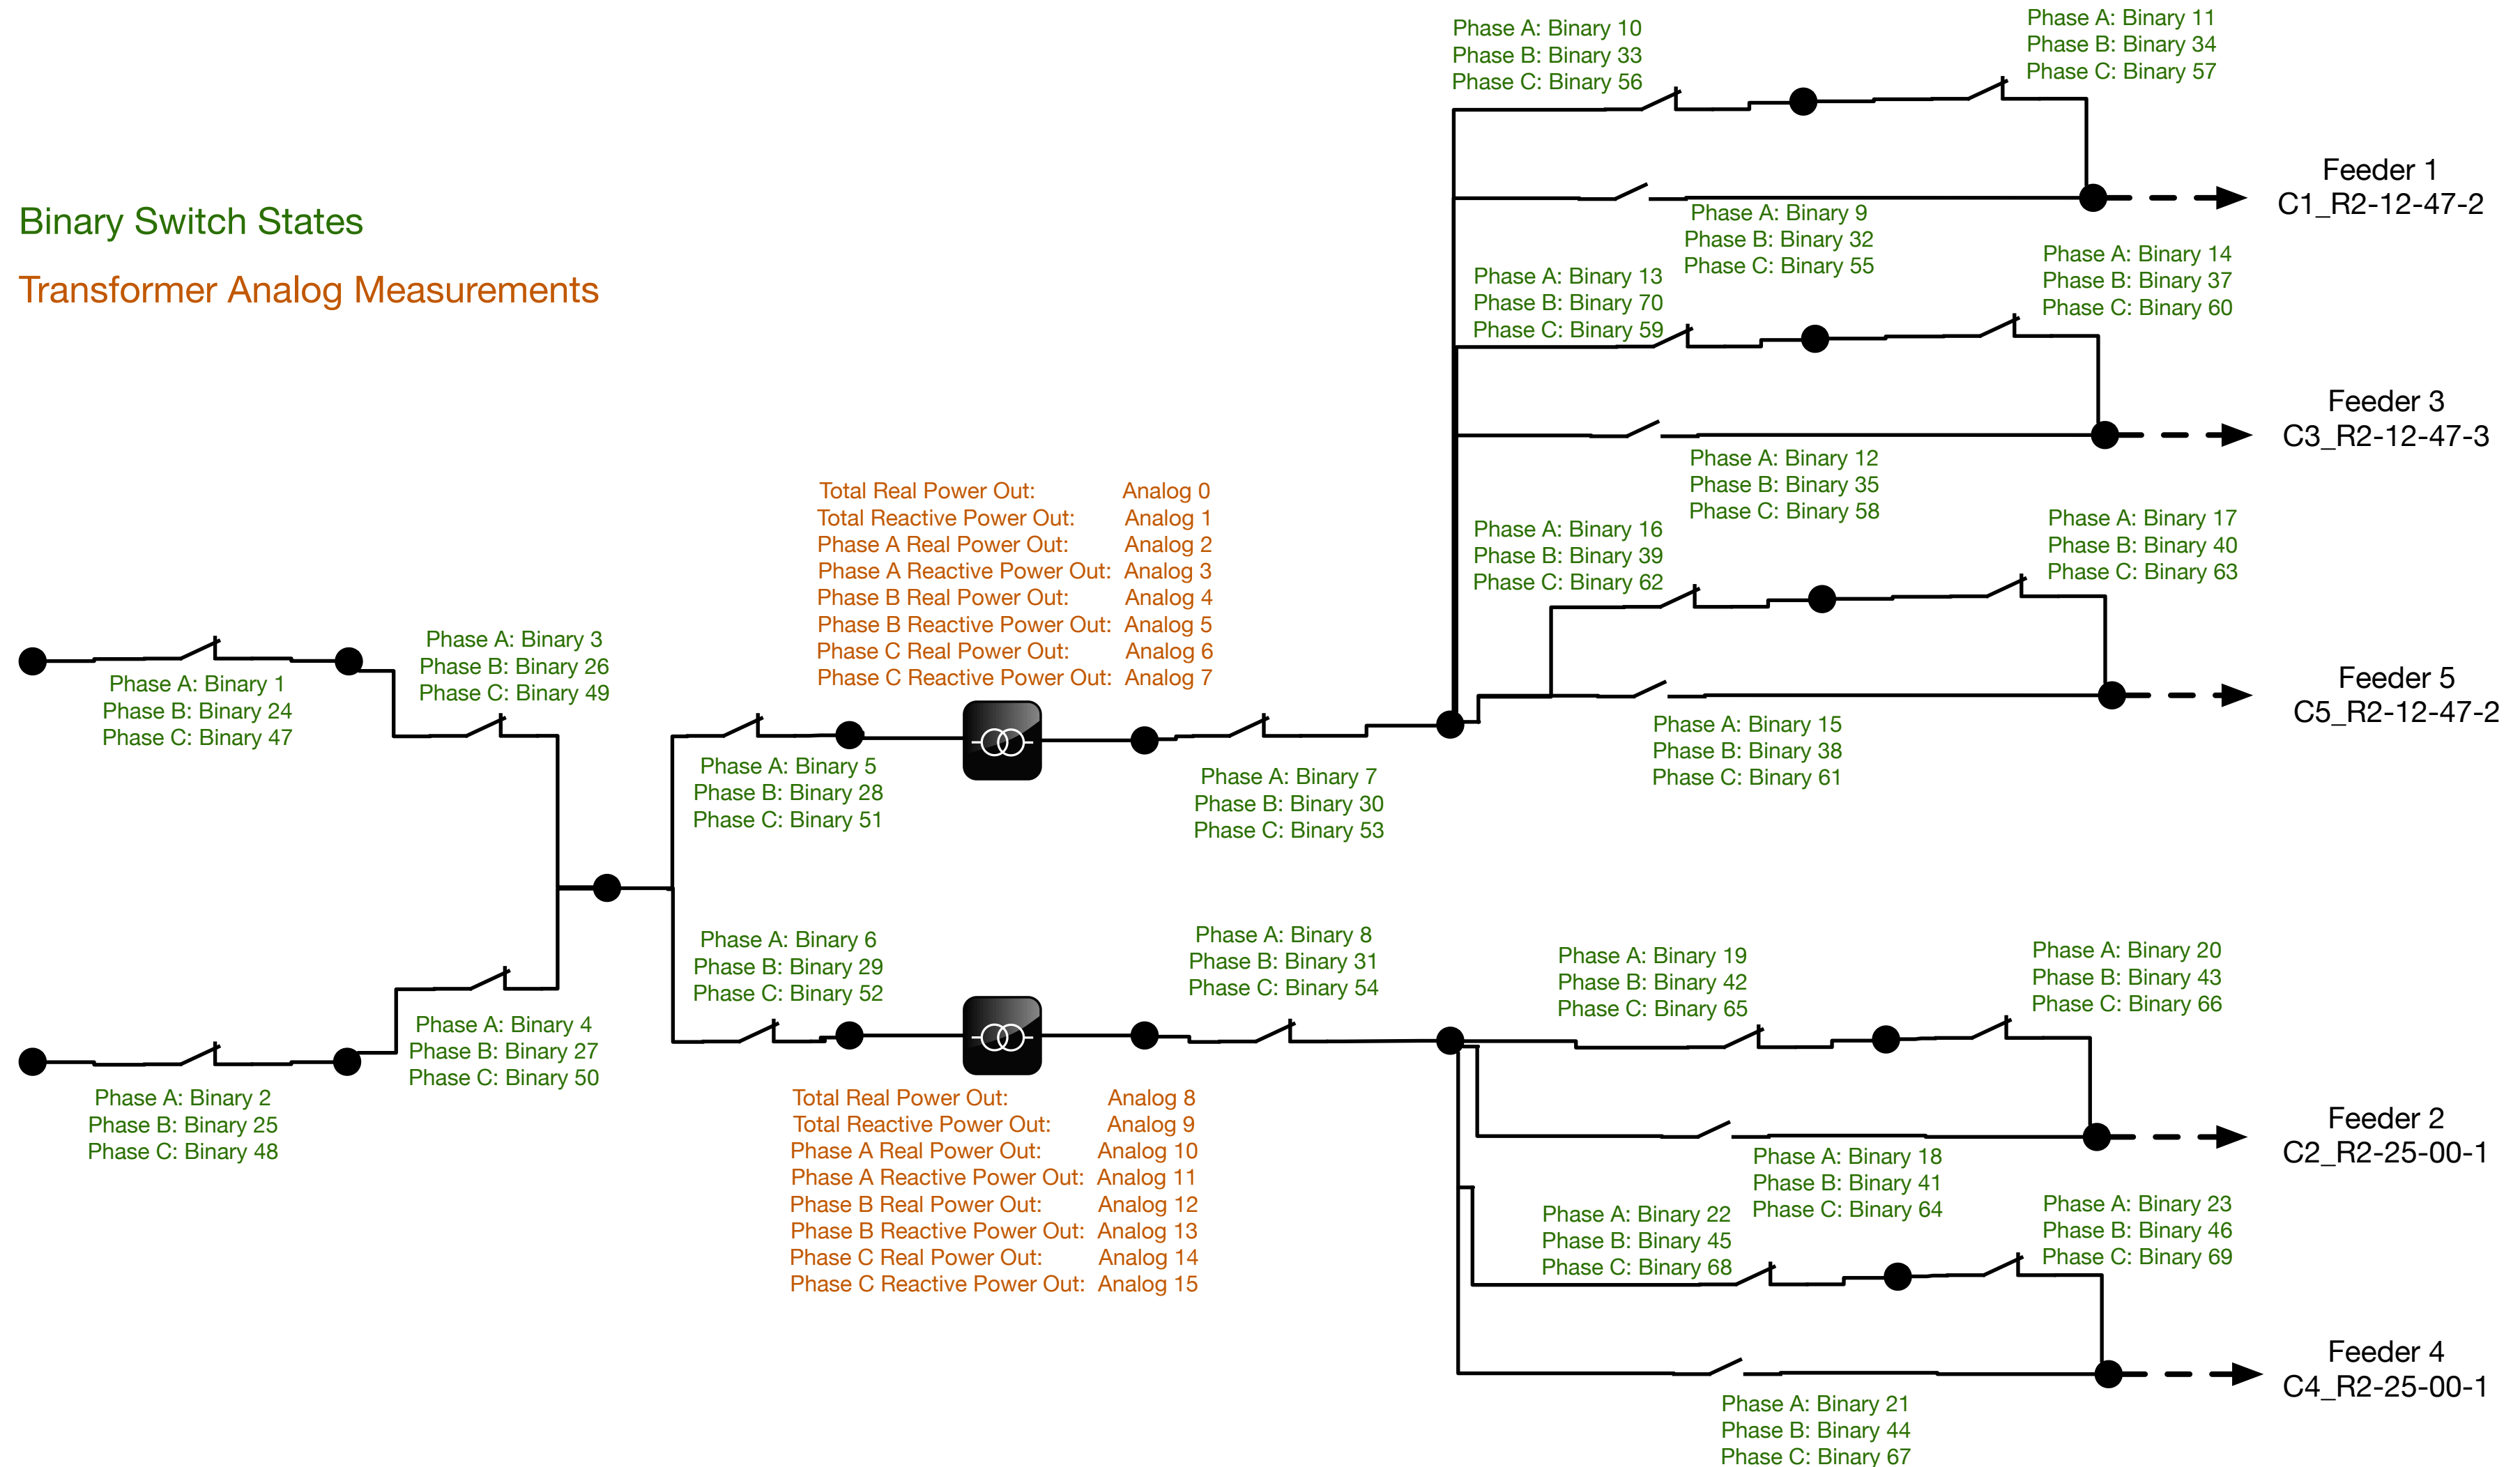 Binary Switch States
Transformer Analog Measurements
Phase A: Binary 1
Phase B: Binary 24
Phase C: Binary 47
Phase A: Binary 3
Phase B: Binary 26
Phase C: Binary 49
Phase A: Binary 2
Phase B: Binary 25
Phase C: Binary 48
Phase A: Binary 4
Phase B: Binary 27
Phase C: Binary 50
Total Real Power Out: Analog 0
Total Reactive Power Out: Analog 1
Phase A Real Power Out: Analog 2
Phase A Reactive Power Out: Analog 3
Phase B Real Power Out: Analog 4
Phase B Reactive Power Out: Analog 5
Phase C Real Power Out: Analog 6
Phase C Reactive Power Out: Analog 7
Phase A: Binary 5
Phase B: Binary 28
Phase C: Binary 51
Phase A: Binary 7
Phase B: Binary 30
Phase C: Binary 53
Phase A: Binary 6
Phase B: Binary 29
Phase C: Binary 52
Phase A: Binary 8
Phase B: Binary 31
Phase C: Binary 54
Total Real Power Out: Analog 8
Total Reactive Power Out: Analog 9
Phase A Real Power Out: Analog 10
Phase A Reactive Power Out: Analog 11
Phase B Real Power Out: Analog 12
Phase B Reactive Power Out: Analog 13
Phase C Real Power Out: Analog 14
Phase C Reactive Power Out: Analog 15
Phase A: Binary 10
Phase B: Binary 33
Phase C: Binary 56
Phase A: Binary 11
Phase B: Binary 34
Phase C: Binary 57
Feeder 1
C1_R2-12-47-2
Phase A: Binary 9
Phase B: Binary 32
Phase C: Binary 55
Phase A: Binary 13
Phase B: Binary 70
Phase C: Binary 59
Phase A: Binary 14
Phase B: Binary 37
Phase C: Binary 60
Feeder 3
C3_R2-12-47-3
Phase A: Binary 12
Phase B: Binary 35
Phase C: Binary 58
Phase A: Binary 16
Phase B: Binary 39
Phase C: Binary 62
Phase A: Binary 17
Phase B: Binary 40
Phase C: Binary 63
Feeder 5
C5_R2-12-47-2
Phase A: Binary 15
Phase B: Binary 38
Phase C: Binary 61
Phase A: Binary 19
Phase B: Binary 42
Phase C: Binary 65
Phase A: Binary 20
Phase B: Binary 43
Phase C: Binary 66
Feeder 2
C2_R2-25-00-1
Phase A: Binary 18
Phase B: Binary 41
Phase C: Binary 64
Phase A: Binary 22
Phase B: Binary 45
Phase C: Binary 68
Phase A: Binary 23
Phase B: Binary 46
Phase C: Binary 69
Feeder 4
C4_R2-25-00-1
Phase A: Binary 21
Phase B: Binary 44
Phase C: Binary 67